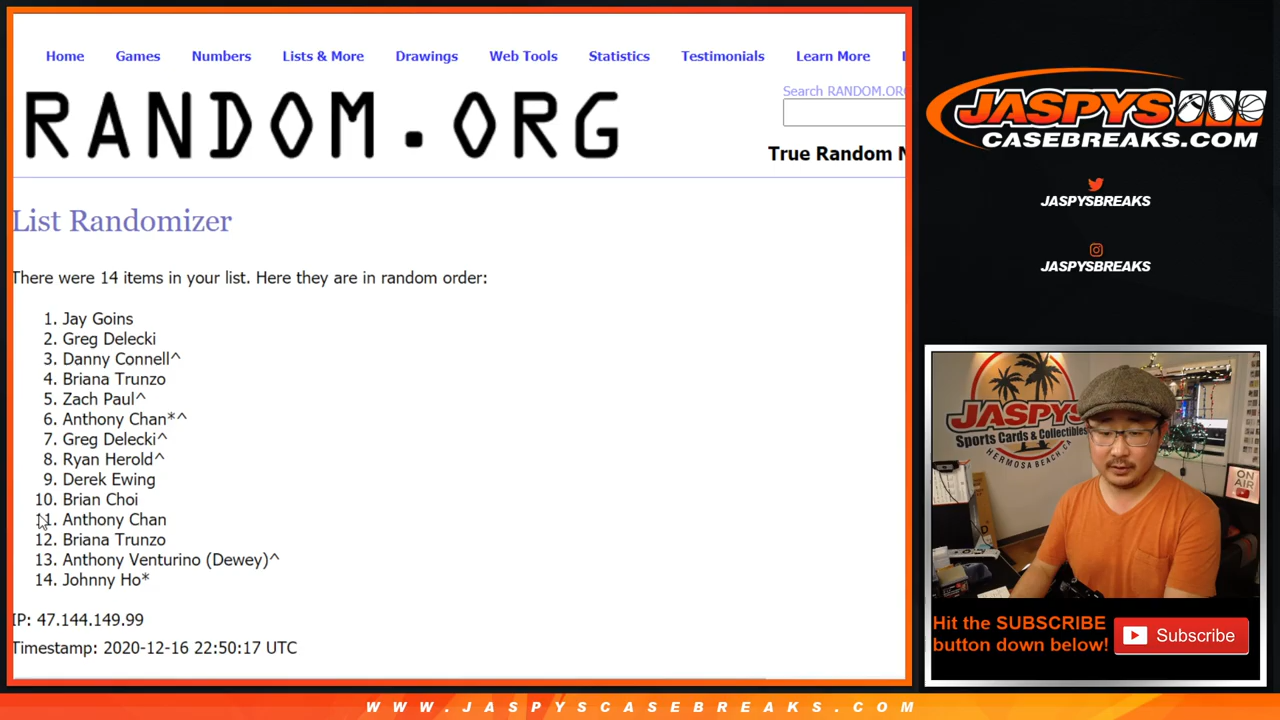 Home Games Numbers Lists & More Drawings Web Tools Statistics Testimonials Learn More
RANDOM.ORG
Search RANDOM.ORG
True Random N
List Randomizer
There were 14 items in your list. Here they are in random order:
1. Jay Goins
2. Greg Delecki
3. Danny Connell^
4. Briana Trunzo
5. Zach Paul^
6. Anthony Chan*^
7. Greg Delecki^
8. Ryan Herold^
9. Derek Ewing
10. Brian Choi
11. Anthony Chan
12. Briana Trunzo
13. Anthony Venturino (Dewey)^
14. Johnny Ho*
IP: 47.144.149.99
Timestamp: 2020-12-16 22:50:17 UTC
JASPYS
CASEBREAKS.COM
JASPYSBREAKS
JASPYSBREAKS
JASPYS
Sports Cards & Collectibles
HERMOSA BEACH, CA
ON AIR
Hit the SUBSCRIBE
button down below!
Subscribe
WWW.JASPYSCASEBREAKS.COM